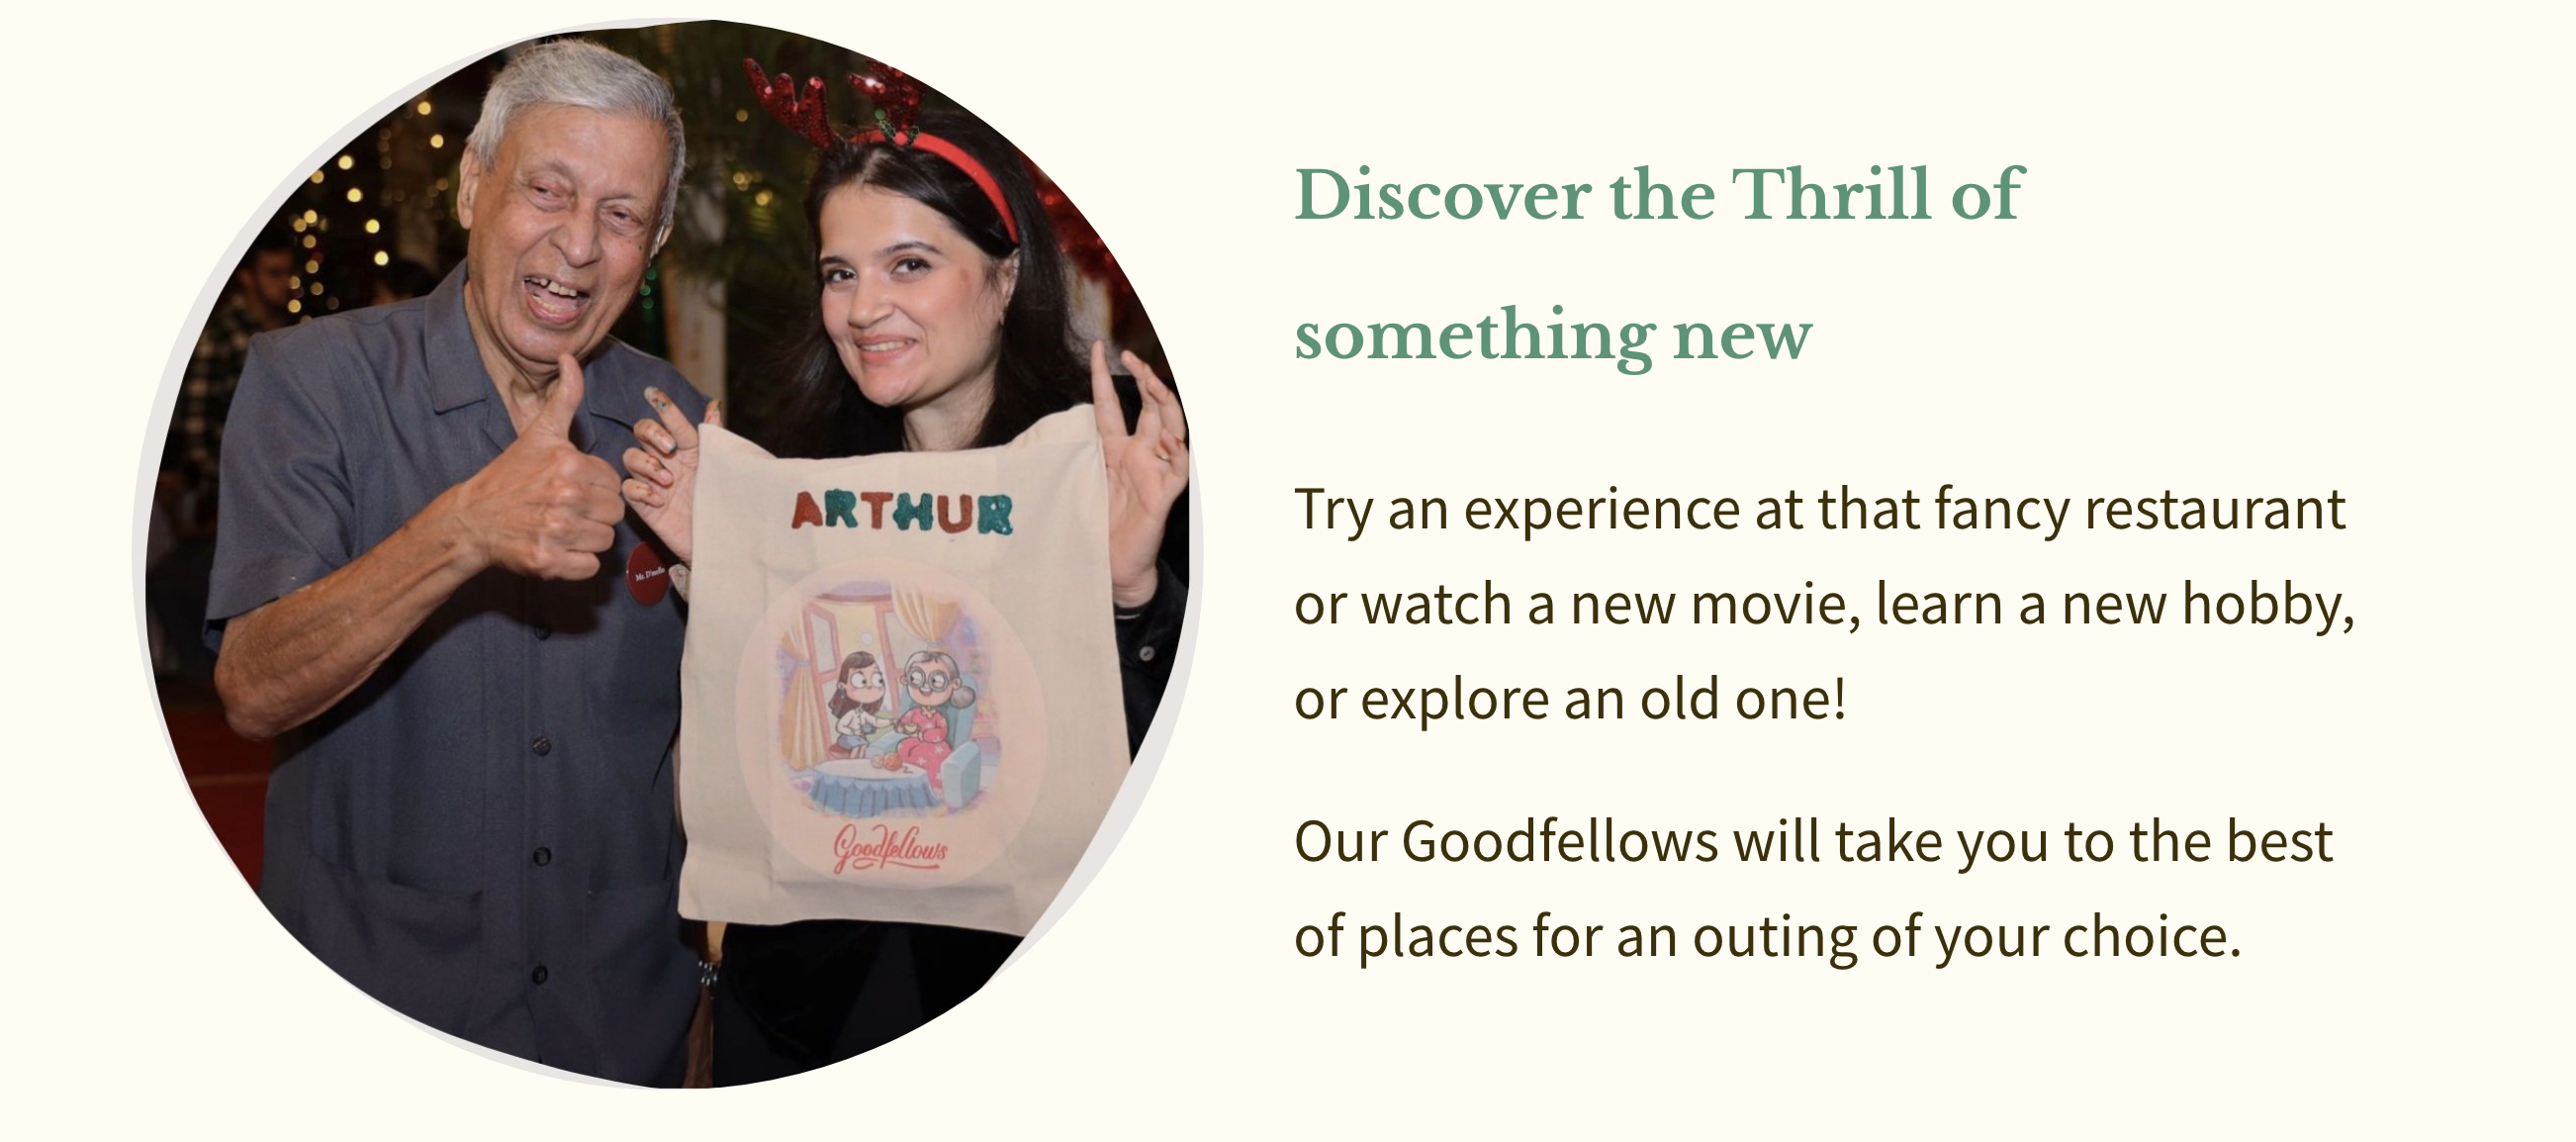 Discover the Thrill of
something new
Try an experience at that fancy restaurant
or watch a new movie, learn a new hobby,
or explore an old one!
Our Goodfellows will take you to the best
of places for an outing of your choice.
ARTHUR
Goodfellows
Mr. D'mello